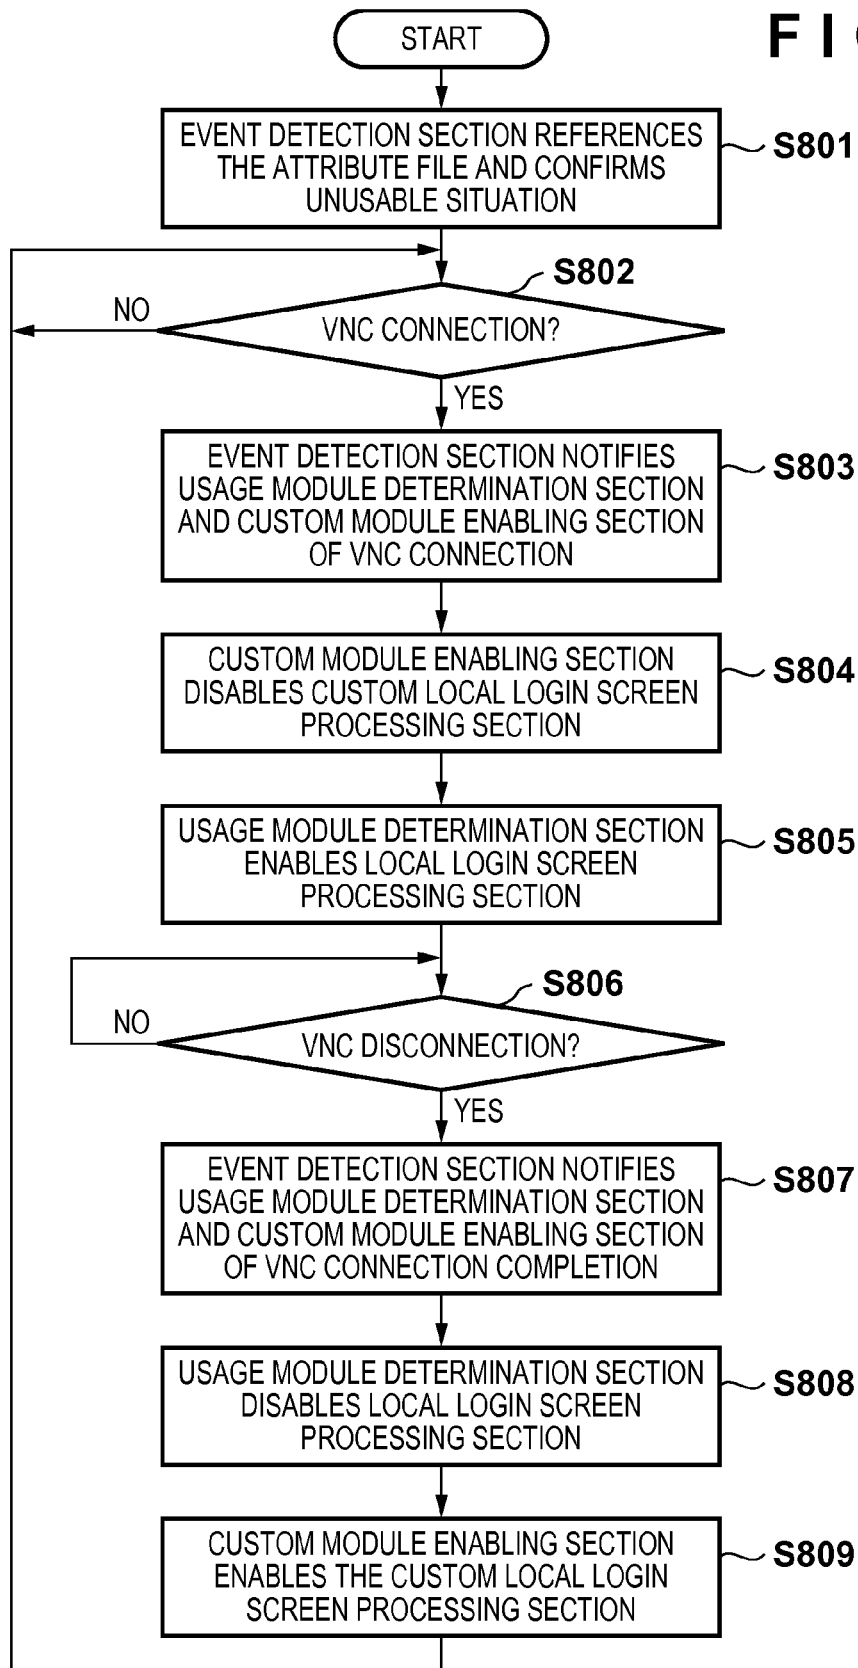 START
F I
EVENT DETECTION SECTION REFERENCES
THE ATTRIBUTE FILE AND CONFIRMS
UNUSABLE SITUATION
S801
S802
NO
VNC CONNECTION?
YES
EVENT DETECTION SECTION NOTIFIES
USAGE MODULE DETERMINATION SECTION
AND CUSTOM MODULE ENABLING SECTION
OF VNC CONNECTION
S803
CUSTOM MODULE ENABLING SECTION
DISABLES CUSTOM LOCAL LOGIN SCREEN
PROCESSING SECTION
S804
USAGE MODULE DETERMINATION SECTION
ENABLES LOCAL LOGIN SCREEN
PROCESSING SECTION
S805
S806
NO
VNC DISCONNECTION?
YES
EVENT DETECTION SECTION NOTIFIES
USAGE MODULE DETERMINATION SECTION
AND CUSTOM MODULE ENABLING SECTION
OF VNC CONNECTION COMPLETION
S807
USAGE MODULE DETERMINATION SECTION
DISABLES LOCAL LOGIN SCREEN
PROCESSING SECTION
S808
CUSTOM MODULE ENABLING SECTION
ENABLES THE CUSTOM LOCAL LOGIN
SCREEN PROCESSING SECTION
S809